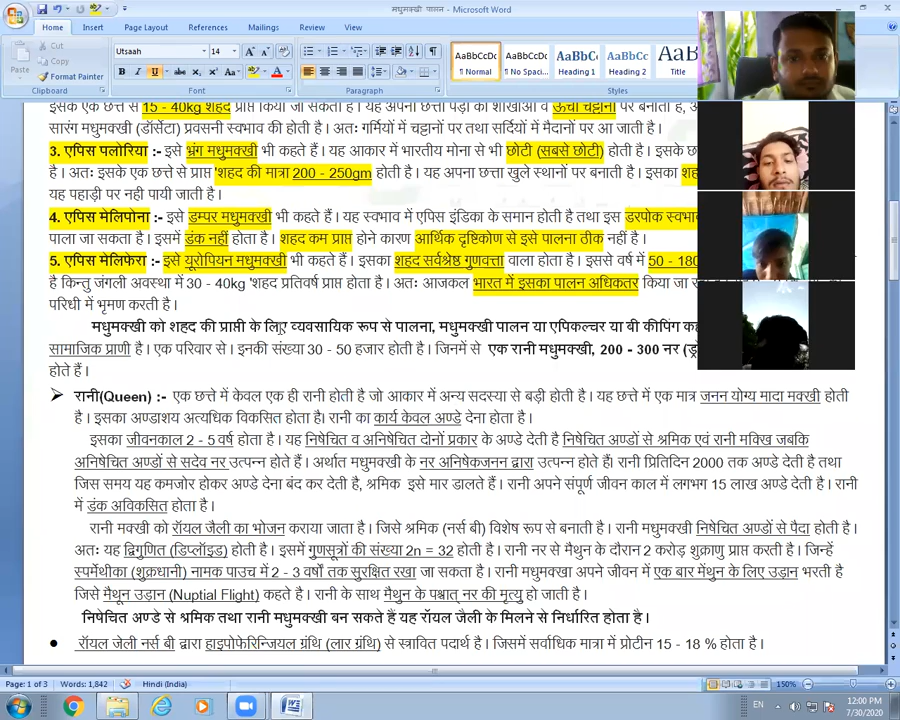 मधुमक्खी पालन - Microsoft Word
Home Insert Page Layout References Mailings Review View
Cut
Copy
Paste
Format Painter
Clipboard
Utsaah 14
Font
Paragraph
AaBbCcDc AaBbCcDc AaBbCc AaBbCc AaB
¶ Normal ¶ No Spaci... Heading 1 Heading 2 Title
Styles
इसके एक छत्ते से 15 - 40kg शहद प्राप्त किया जा सकता है। यह अपना छत्ता पेड़ों की शाखाओं व ऊंची चट्टानों पर बनाती है,
सारंग मधुमक्खी (डॉर्सेटा) प्रवसनी स्वभाव की होती है। अतः गर्मियों में चट्टानों पर तथा सर्दियों में मैदानों पर आ जाती है।
3. एपिस फ्लोरिया :- इसे भ्रंग मधुमक्खी भी कहते हैं। यह आकार में भारतीय मोना से भी छोटी (सबसे छोटी) होती है। इसके
है। अतः इसके एक छत्ते से प्राप्त 'शहद की मात्रा 200 - 250gm होती है। यह अपना छत्ता खुले स्थानों पर बनाती है। इसका
यह पहाड़ी पर नही पायी जाती है।
4. एपिस मेलिपोना :- इसे डम्पर मधुमक्खी भी कहते हैं। यह स्वभाव में एपिस इंडिका के समान होती है तथा इस डरपोक
पाला जा सकता है। इसमें डंक नहीं होता है। शहद कम प्राप्त होने कारण आर्थिक दृष्टिकोण से इसे पालना ठीक नहीं है।
5. एपिस मेलिफेरा :- इसे यूरोपियन मधुमक्खी भी कहते हैं। इसका शहद सर्वश्रेष्ठ गुणवत्ता वाला होता है। इससे वर्ष में
है किन्तु जंगली अवस्था में 30 - 40kg 'शहद प्रतिवर्ष प्राप्त होता है। अतः आजकल भारत में इसका पालन अधिकतर किया जा
परिधी में भृमण करती है।
मधुमक्खी को शहद की प्राप्ती के लिए व्यवसायिक रूप से पालना, मधुमक्खी पालन या एपिकल्चर या बी कीपिंग
सामाजिक प्राणी है। एक परिवार से। इनकी संख्या 30 - 50 हजार होती है। जिनमें से एक रानी मधुमक्खी, 200 - 300 नर
होते हैं।
➢ रानी(Queen) :- एक छत्ते में केवल एक ही रानी होती है जो आकार में अन्य सदस्या से बड़ी होती है। यह छत्ते में एक मात्र जनन योग्य मादा मक्खी होती
है। इसका अण्डाशय अत्यधिक विकसित होता है। रानी का कार्य केवल अण्डे देना होता है।
इसका जीवनकाल 2 - 5 वर्ष होता है। यह निषेचित व अनिषेचित दोनों प्रकार के अण्डे देती है निषेचित अण्डों से श्रमिक एवं रानी मक्खि जबकि
अनिषेचित अण्डों से सदेव नर उत्पन्न होते हैं। अर्थात मधुमक्खी के नर अनिषेकजनन द्वारा उत्पन्न होते हैं। रानी प्रितिदिन 2000 तक अण्डे देती है तथा
जिस समय यह कमजोर होकर अण्डे देना बंद कर देती है, श्रमिक इसे मार डालते हैं। रानी अपने संपूर्ण जीवन काल में लगभग 15 लाख अण्डे देती है। रानी
में डंक अविकसित होता है।
रानी मक्खी को रॉयल जैली का भोजन कराया जाता है। जिसे श्रमिक (नर्स बी) विशेष रूप से बनाती है। रानी मधुमक्खी निषेचित अण्डों से पैदा होती है।
अतः यह द्विगुणित (डिप्लॉइड) होती है। इसमें गुणसूत्रों की संख्या 2n = 32 होती है। रानी नर से मैथुन के दौरान 2 करोड़ शुक्राणु प्राप्त करती है। जिन्हें
स्पर्मेथीका (शुक्रधानी) नामक पाउच में 2 - 3 वर्षों तक सुरक्षित रखा जा सकता है। रानी मधुमक्खा अपने जीवन में एक बार मेंथुन के लिए उड़ान भरती है
जिसे मैथून उड़ान (Nuptial Flight) कहते है। रानी के साथ मैथुन के पश्चात् नर की मृत्यु हो जाती है।
निषेचित अण्डे से श्रमिक तथा रानी मधुमक्खी बन सकते हैं यह रॉयल जैली के मिलने से निर्धारित होता है।
● रॉयल जेली नर्स बी द्वारा हाइपोफेरिन्जियल ग्रंथि (लार ग्रंथि) से स्त्रावित पदार्थ है। जिसमें सर्वाधिक मात्रा में प्रोटीन 15 - 18 % होता है।
Page: 1 of 3 Words: 1,842 Hindi (India) 150%
EN 12:00 PM
7/30/2020